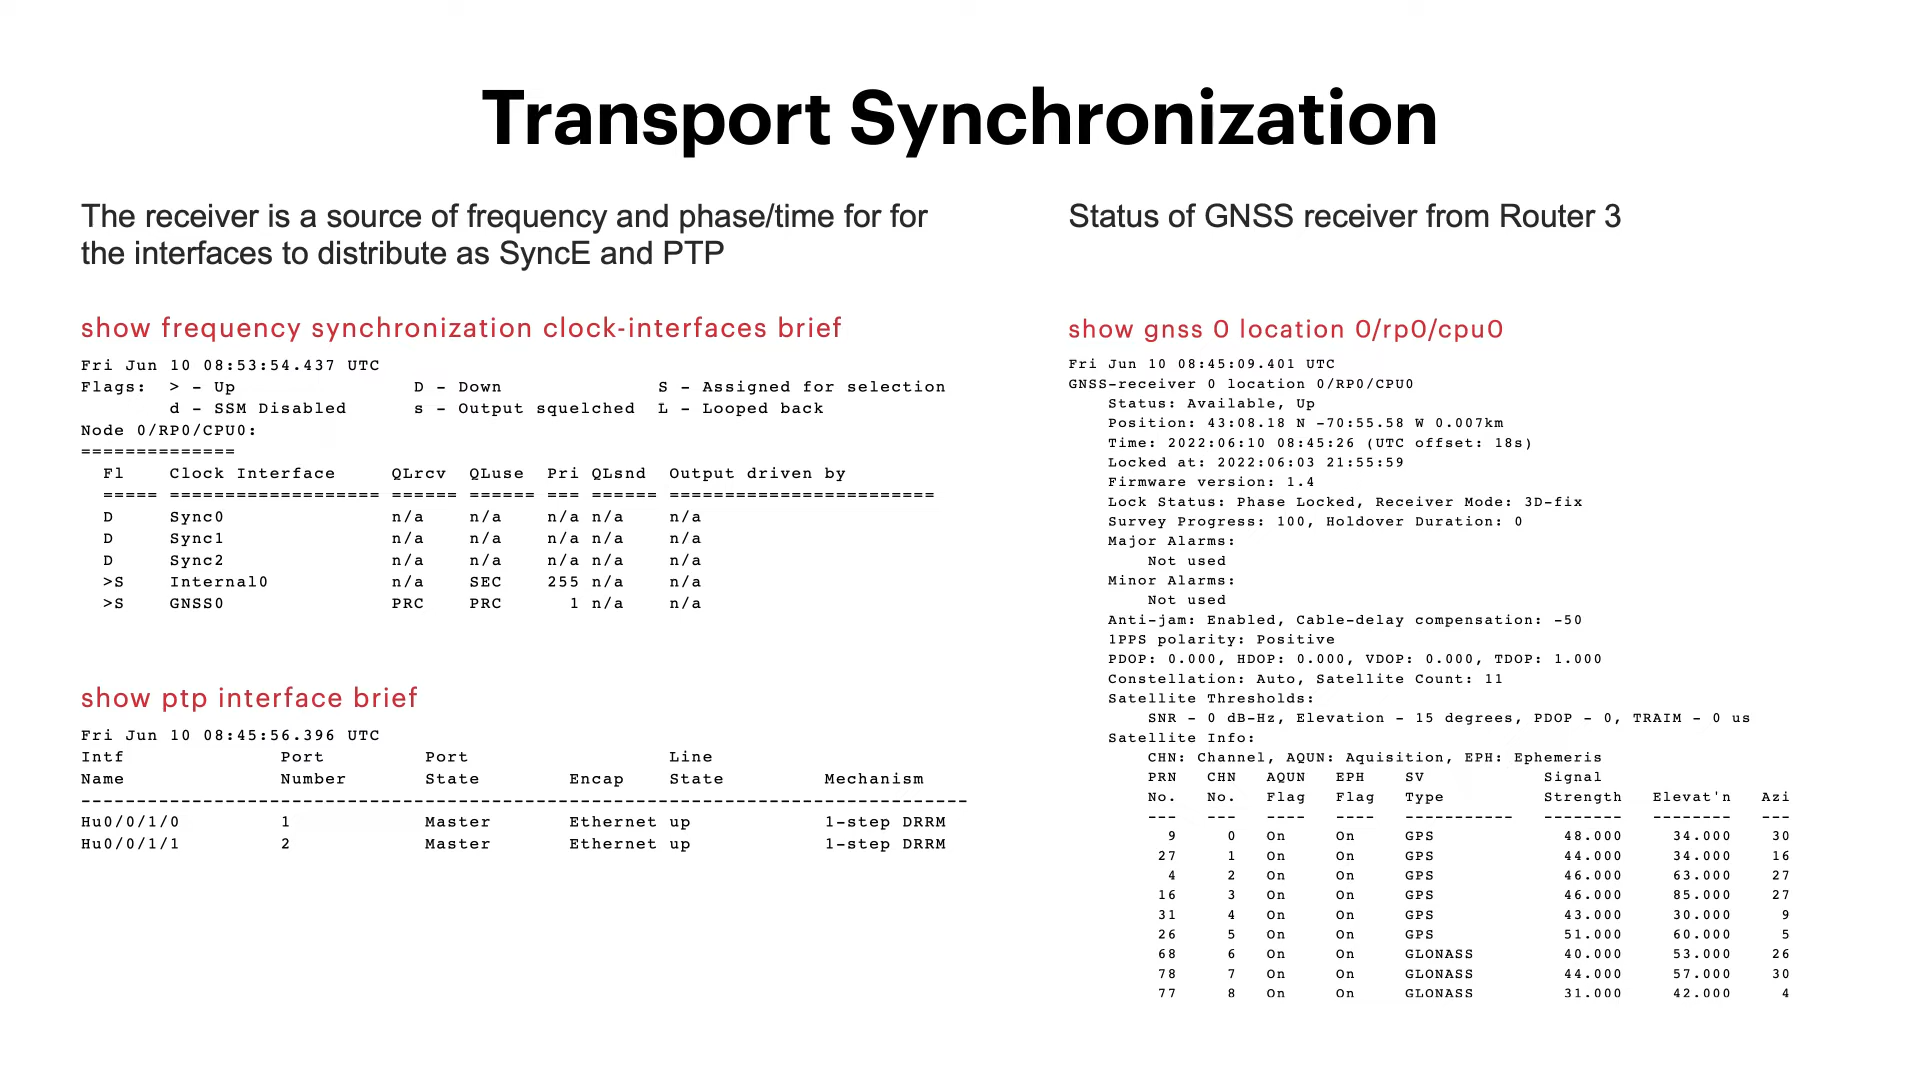 Transport Synchronization
The receiver is a source of frequency and phase/time for for
the interfaces to distribute as SyncE and PTP
show frequency synchronization clock-interfaces brief
Fri Jun 10 08:53:54.437 UTC
Flags:  > - Up                D - Down              S - Assigned for selection
        d - SSM Disabled      s - Output squelched  L - Looped back
Node 0/RP0/CPU0:
==============
  Fl    Clock Interface     QLrcv  QLuse  Pri QLsnd  Output driven by
  ===== =================== ====== ====== === ====== ========================
  D     Sync0               n/a    n/a    n/a n/a    n/a
  D     Sync1               n/a    n/a    n/a n/a    n/a
  D     Sync2               n/a    n/a    n/a n/a    n/a
  >S    Internal0           n/a    SEC    255 n/a    n/a
  >S    GNSS0               PRC    PRC      1 n/a    n/a
show ptp interface brief
Fri Jun 10 08:45:56.396 UTC
Intf              Port         Port                  Line
Name              Number       State        Encap    State         Mechanism
--------------------------------------------------------------------------------
Hu0/0/1/0         1            Master       Ethernet up            1-step DRRM
Hu0/0/1/1         2            Master       Ethernet up            1-step DRRM
Status of GNSS receiver from Router 3
show gnss 0 location 0/rp0/cpu0
Fri Jun 10 08:45:09.401 UTC
GNSS-receiver 0 location 0/RP0/CPU0
    Status: Available, Up
    Position: 43:08.18 N -70:55.58 W 0.007km
    Time: 2022:06:10 08:45:26 (UTC offset: 18s)
    Locked at: 2022:06:03 21:55:59
    Firmware version: 1.4
    Lock Status: Phase Locked, Receiver Mode: 3D-fix
    Survey Progress: 100, Holdover Duration: 0
    Major Alarms:
        Not used
    Minor Alarms:
        Not used
    Anti-jam: Enabled, Cable-delay compensation: -50
    1PPS polarity: Positive
    PDOP: 0.000, HDOP: 0.000, VDOP: 0.000, TDOP: 1.000
    Constellation: Auto, Satellite Count: 11
    Satellite Thresholds:
        SNR - 0 dB-Hz, Elevation - 15 degrees, PDOP - 0, TRAIM - 0 us
    Satellite Info:
        CHN: Channel, AQUN: Aquisition, EPH: Ephemeris
        PRN   CHN   AQUN   EPH    SV            Signal
        No.   No.   Flag   Flag   Type          Strength   Elevat'n   Azi
        ---   ---   ----   ----   -----------   --------   --------   ---
          9     0   On     On     GPS             48.000     34.000    30
         27     1   On     On     GPS             44.000     34.000    16
          4     2   On     On     GPS             46.000     63.000    27
         16     3   On     On     GPS             46.000     85.000    27
         31     4   On     On     GPS             43.000     30.000     9
         26     5   On     On     GPS             51.000     60.000     5
         68     6   On     On     GLONASS         40.000     53.000    26
         78     7   On     On     GLONASS         44.000     57.000    30
         77     8   On     On     GLONASS         31.000     42.000     4